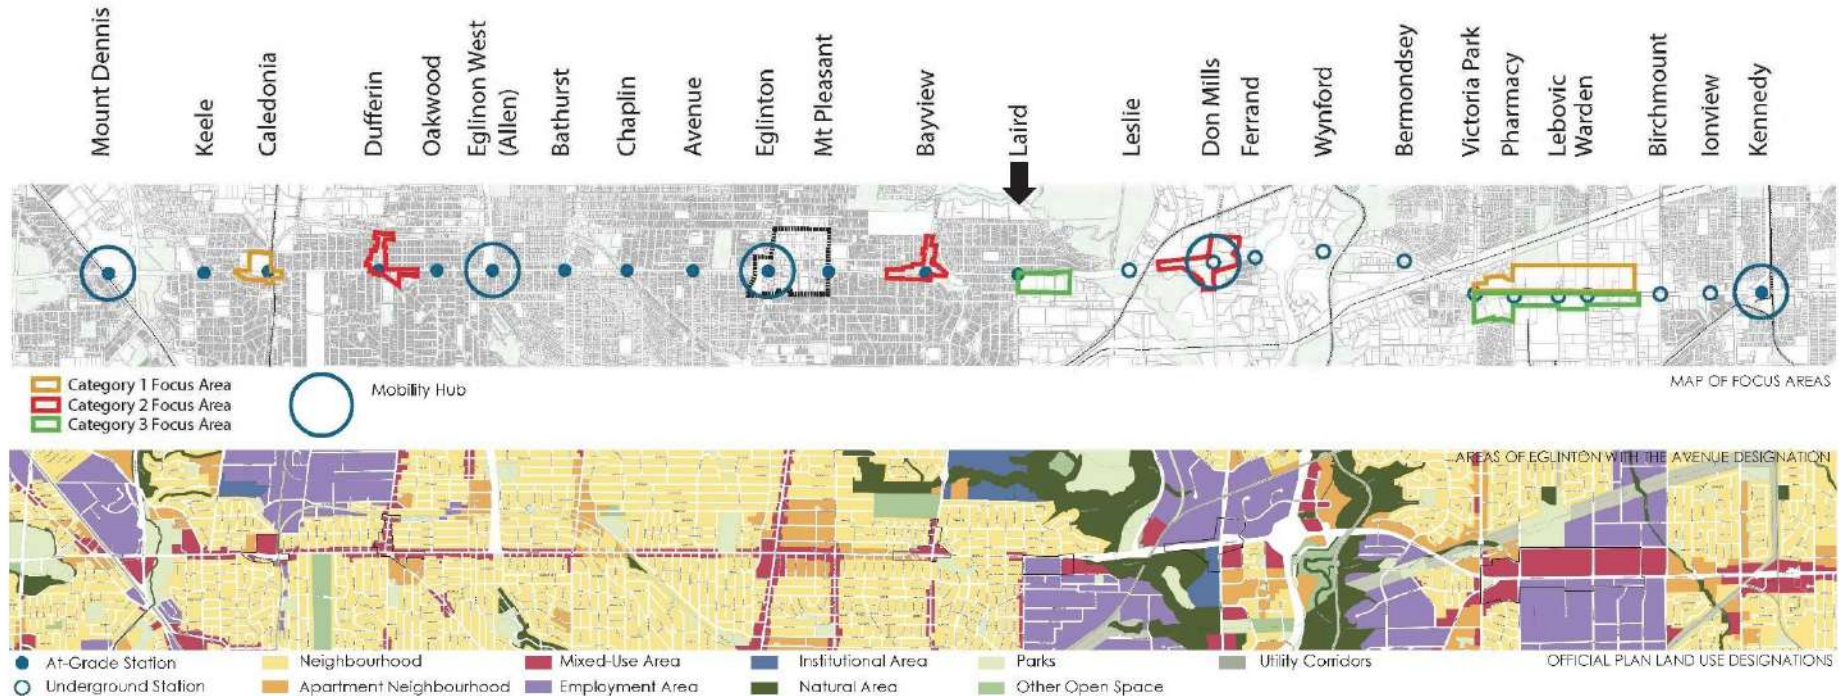 Mount Dennis
Keele
Caledonia
Dufferin
Oakwood
Eglinon West
(Allen)
Bathurst
Chaplin
Avenue
Eglinton
Mt Pleasant
Bayview
Laird
Leslie
Don Mills
Ferrand
Wynford
Bermondsey
Victoria Park
Pharmacy
Lebovic
Warden
Birchmount
Ionview
Kennedy
Category 1 Focus Area
Category 2 Focus Area
Category 3 Focus Area
Mobility Hub
MAP OF FOCUS AREAS
AREAS OF EGLINTON WITH THE AVENUE DESIGNATION
At-Grade Station
Underground Station
Neighbourhood
Apartment Neighbourhood
Mixed-Use Area
Employment Area
Institutional Area
Natural Area
Parks
Other Open Space
Utility Corridors
OFFICIAL PLAN LAND USE DESIGNATIONS